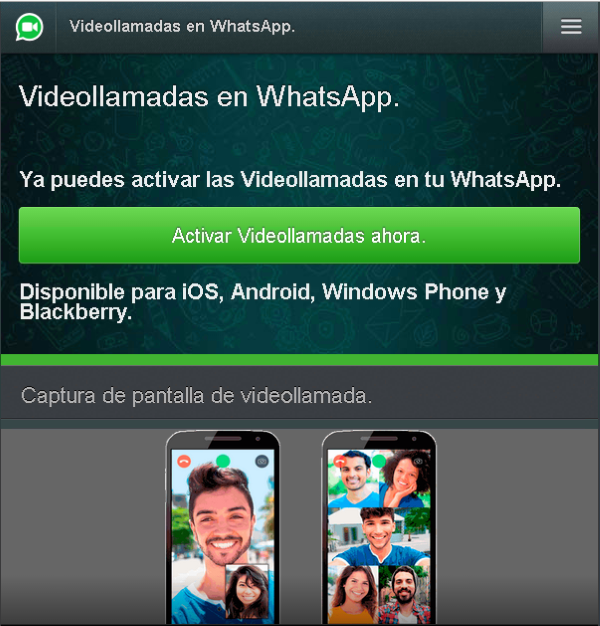 Videollamadas en WhatsApp.
Videollamadas en WhatsApp.
Ya puedes activar las Videollamadas en tu WhatsApp.
Activar Videollamadas ahora.
Disponible para iOS, Android, Windows Phone y
Blackberry.
Captura de pantalla de videollamada.